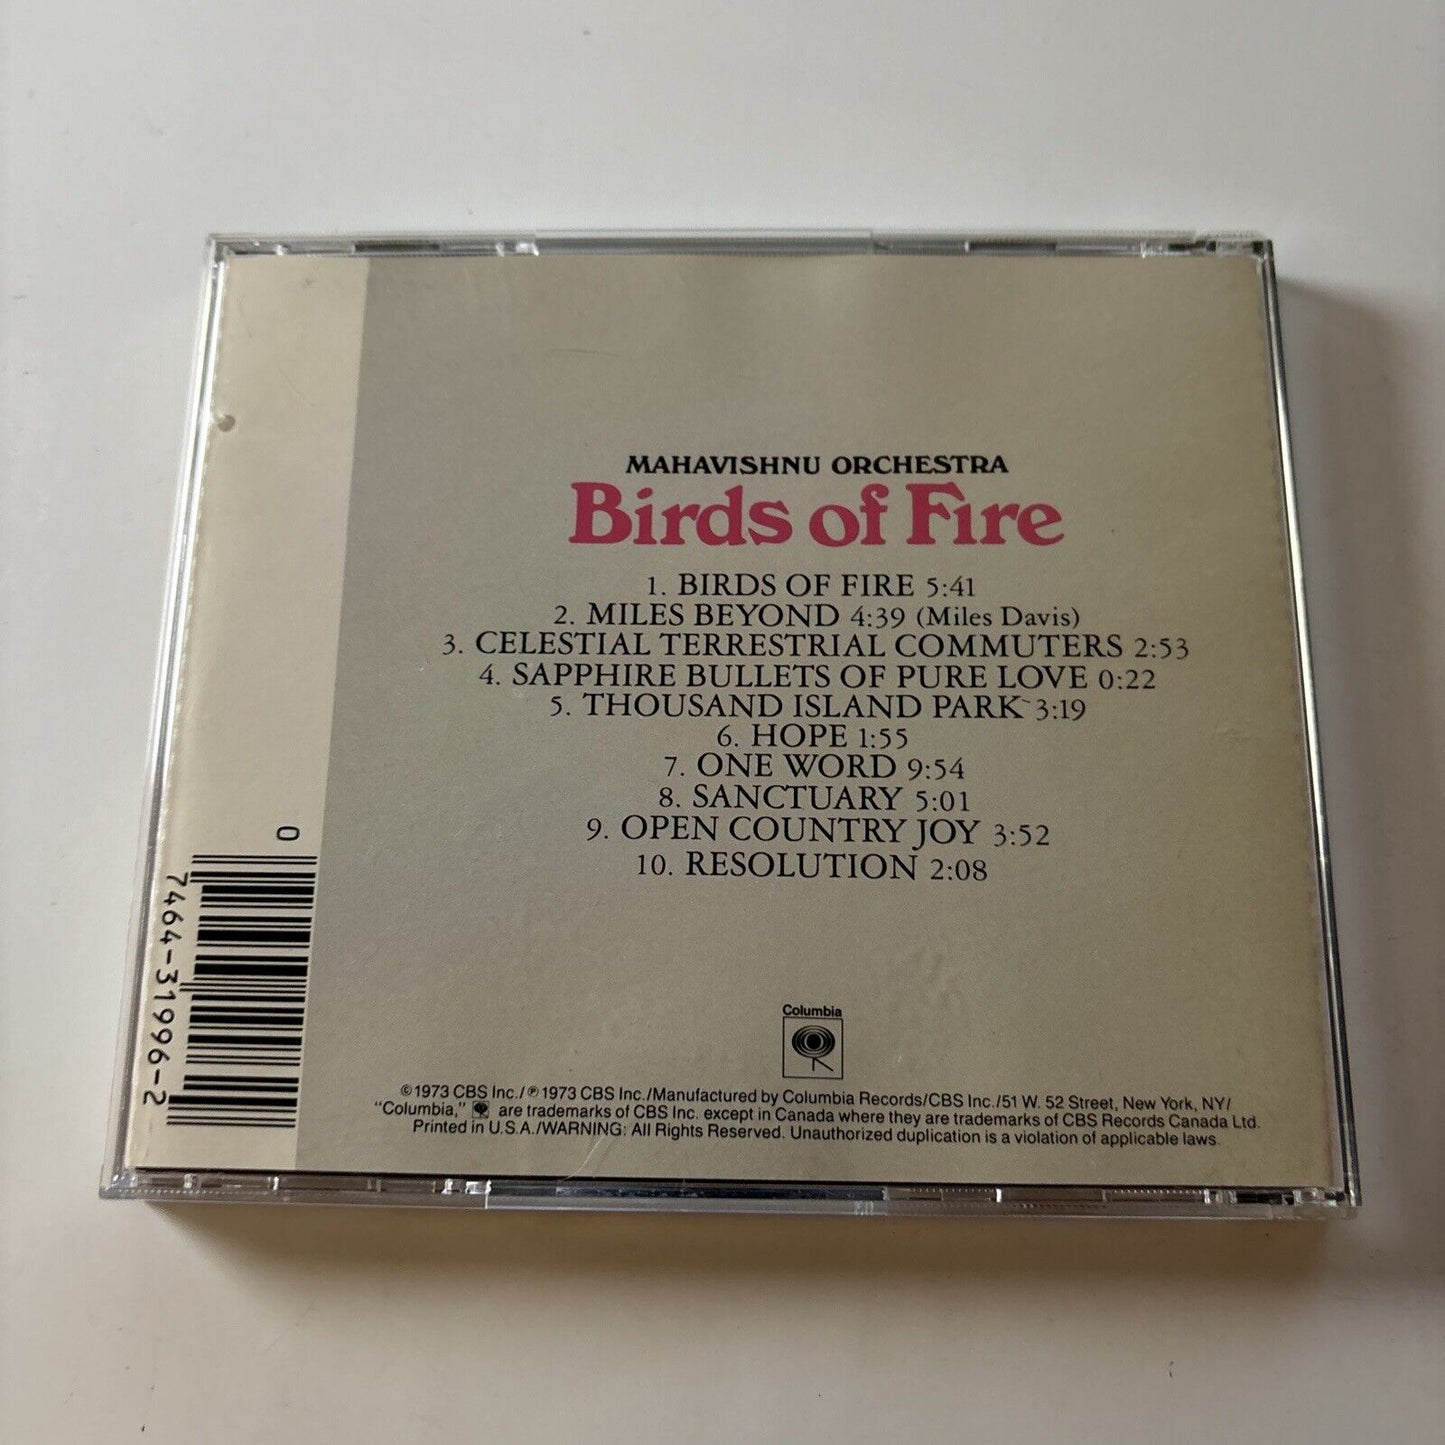 MAHAVISHNU ORCHESTRA
Birds of Fire
1. BIRDS OF FIRE 5:41
2. MILES BEYOND 4:39 (Miles Davis)
3. CELESTIAL TERRESTRIAL COMMUTERS 2:53
4. SAPPHIRE BULLETS OF PURE LOVE 0:22
5. THOUSAND ISLAND PARK 3:19
6. HOPE 1:55
7. ONE WORD 9:54
8. SANCTUARY 5:01
9. OPEN COUNTRY JOY 3:52
10. RESOLUTION 2:08
0
7464-31996-2
Columbia
©1973 CBS Inc./℗1973 CBS Inc./Manufactured by Columbia Records/CBS Inc./51 W. 52 Street, New York, NY/
"Columbia," are trademarks of CBS Inc. except in Canada where they are trademarks of CBS Records Canada Ltd.
Printed in U.S.A./WARNING: All Rights Reserved. Unauthorized duplication is a violation of applicable laws.